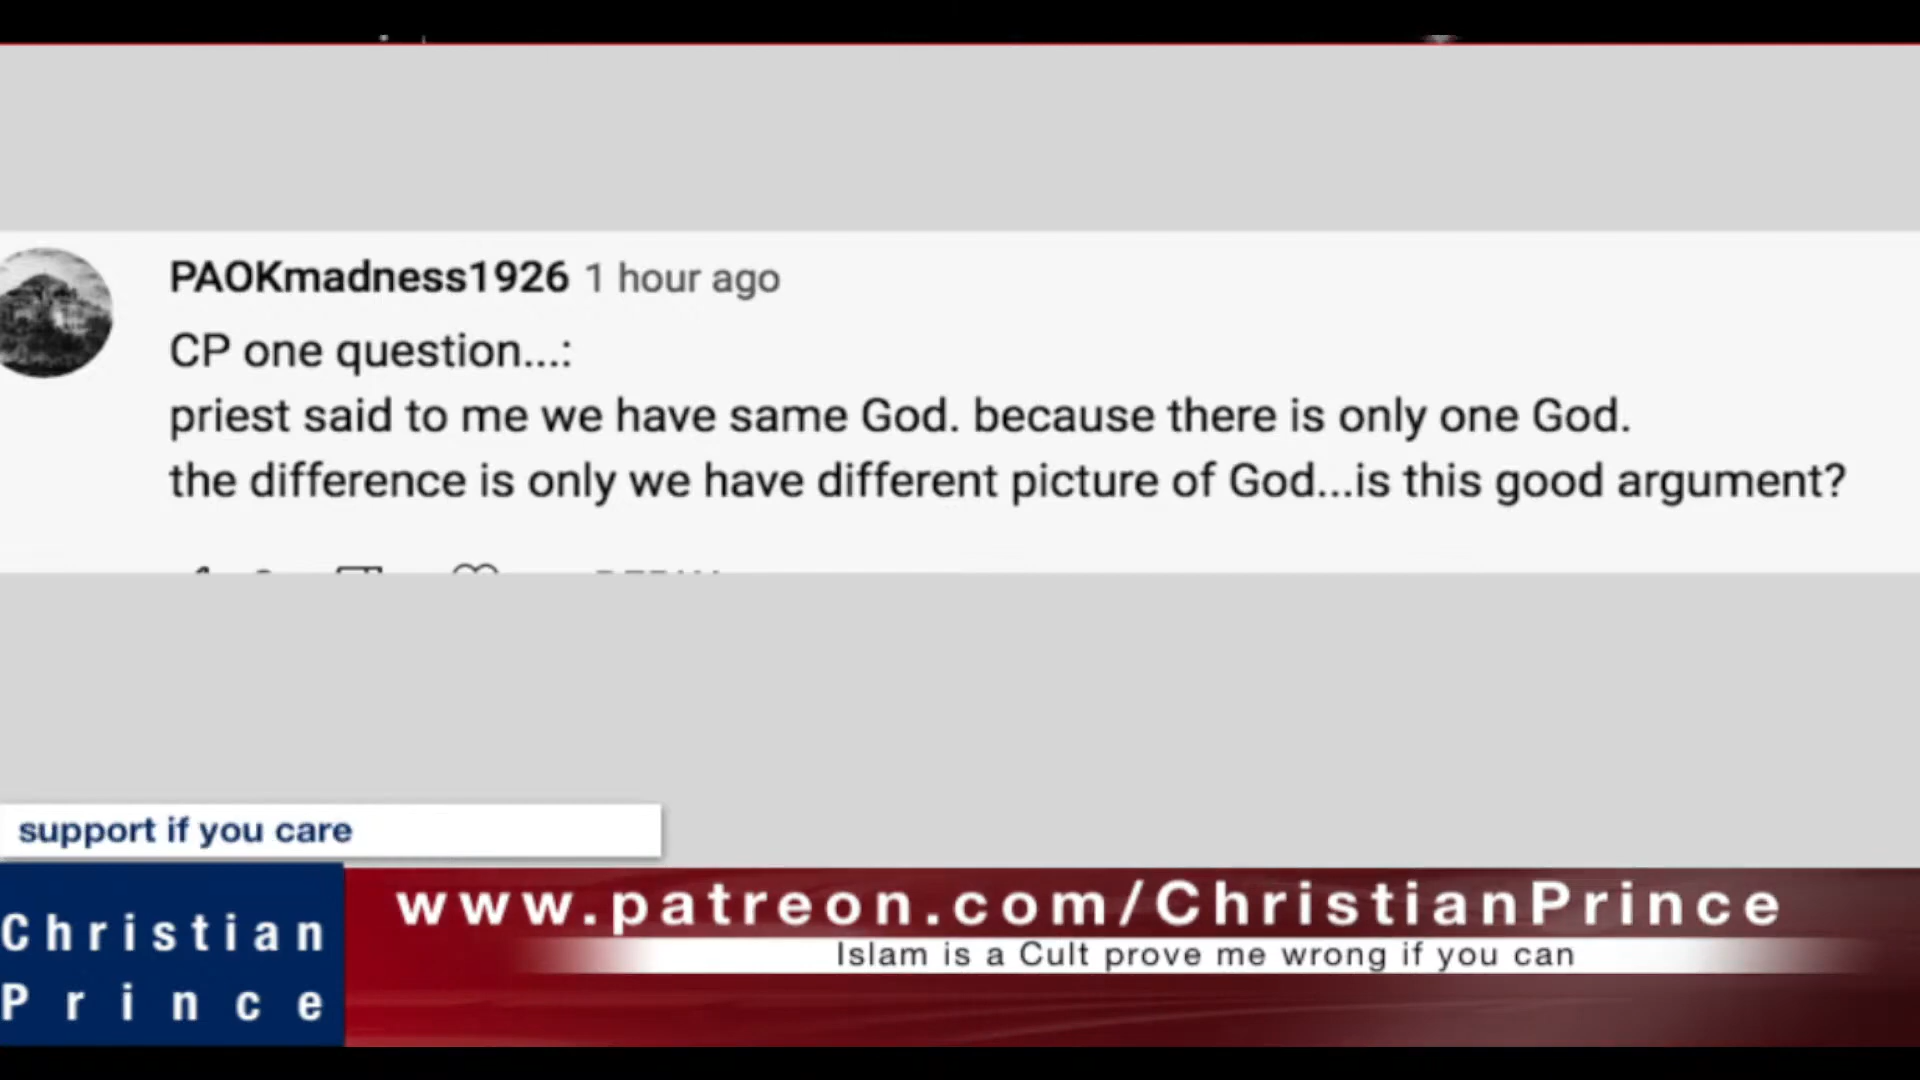 PAOKmadness1926 1 hour ago
CP one question...:
priest said to me we have same God. because there is only one God.
the difference is only we have different picture of God...is this good argument?
support if you care
Christian
Prince
www.patreon.com/ChristianPrince
Islam is a Cult prove me wrong if you can